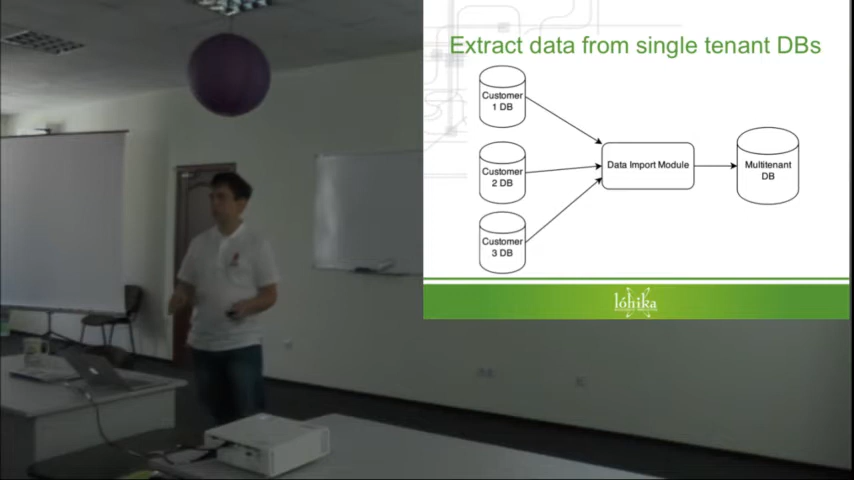 Extract data from single tenant DBs
Customer
1 DB
Customer
2 DB
Customer
3 DB
Data Import Module
Multitenant
DB
lóhika